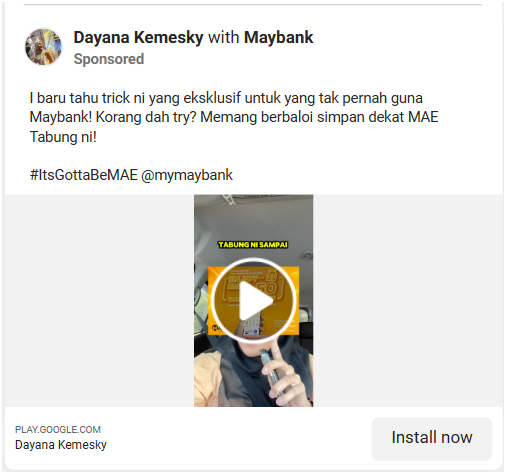 Dayana Kemesky with Maybank
Sponsored
I baru tahu trick ni yang eksklusif untuk yang tak pernah guna
Maybank! Korang dah try? Memang berbaloi simpan dekat MAE
Tabung ni!
#ItsGottaBeMAE @mymaybank
TABUNG NI SAMPAI
PLAY.GOOGLE.COM
Dayana Kemesky
Install now